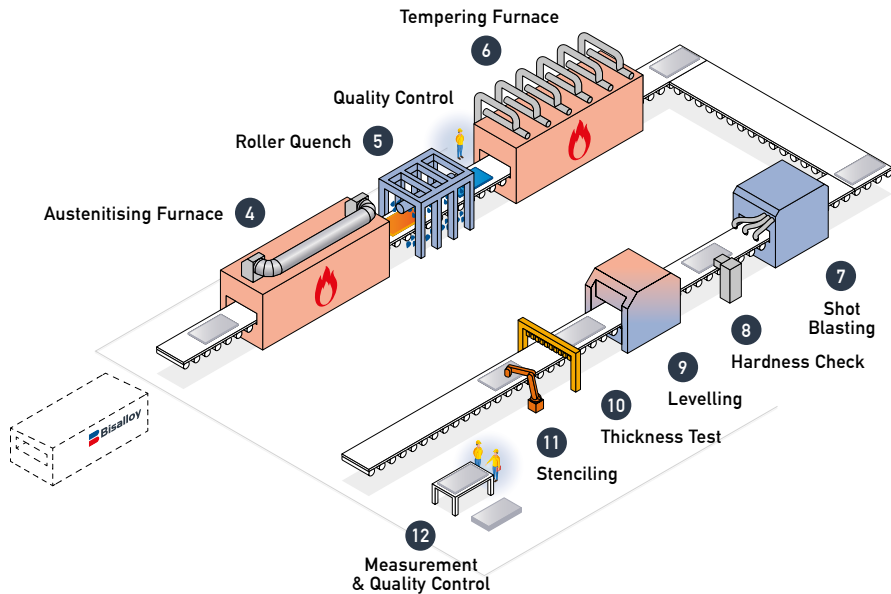 Tempering Furnace
6
Quality Control
Roller Quench 5
Austenitising Furnace 4
7
Shot
Blasting
8
Hardness Check
9
Levelling
10
Thickness Test
11
Stenciling
12
Measurement
& Quality Control
Bisalloy